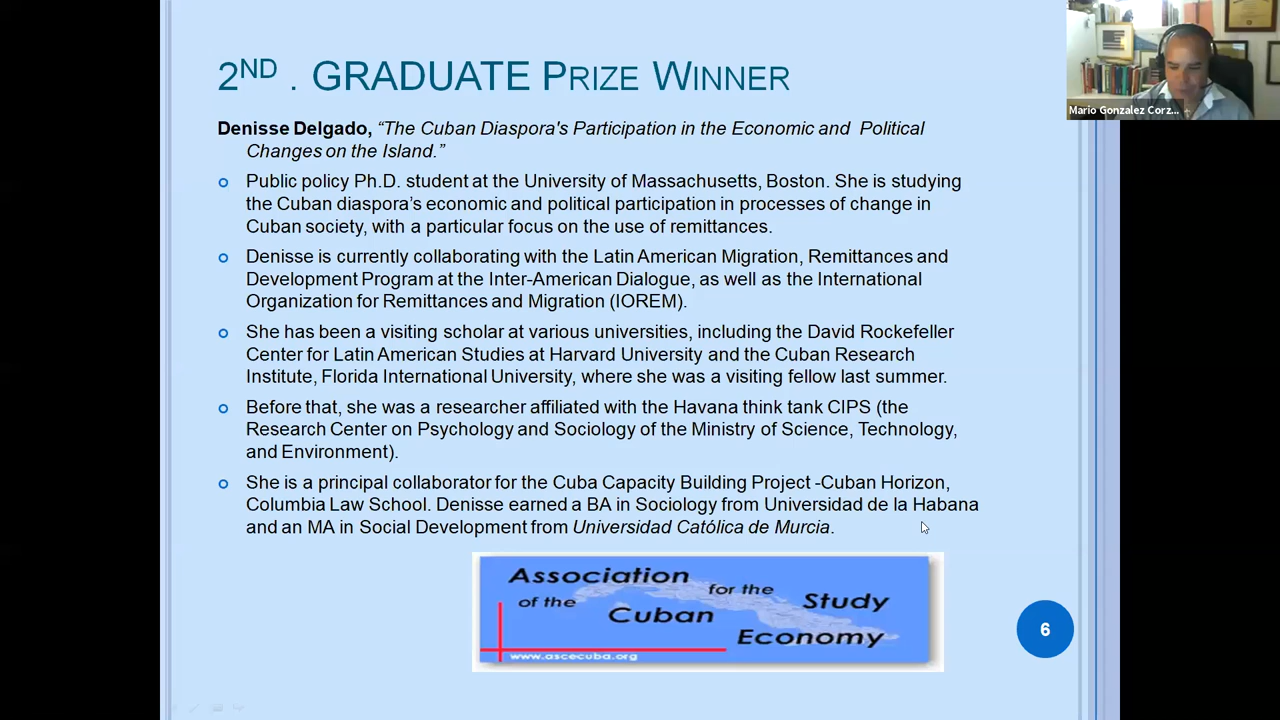 2ND . GRADUATE PRIZE WINNER
Denisse Delgado, “The Cuban Diaspora's Participation in the Economic and Political
Changes on the Island.”
Public policy Ph.D. student at the University of Massachusetts, Boston. She is studying
the Cuban diaspora’s economic and political participation in processes of change in
Cuban society, with a particular focus on the use of remittances.
Denisse is currently collaborating with the Latin American Migration, Remittances and
Development Program at the Inter-American Dialogue, as well as the International
Organization for Remittances and Migration (IOREM).
She has been a visiting scholar at various universities, including the David Rockefeller
Center for Latin American Studies at Harvard University and the Cuban Research
Institute, Florida International University, where she was a visiting fellow last summer.
Before that, she was a researcher affiliated with the Havana think tank CIPS (the
Research Center on Psychology and Sociology of the Ministry of Science, Technology,
and Environment).
She is a principal collaborator for the Cuba Capacity Building Project -Cuban Horizon,
Columbia Law School. Denisse earned a BA in Sociology from Universidad de la Habana
and an MA in Social Development from Universidad Católica de Murcia.
Association for the Study
of the Cuban Economy
www.ascecuba.org
6
Mario Gonzalez Corz...